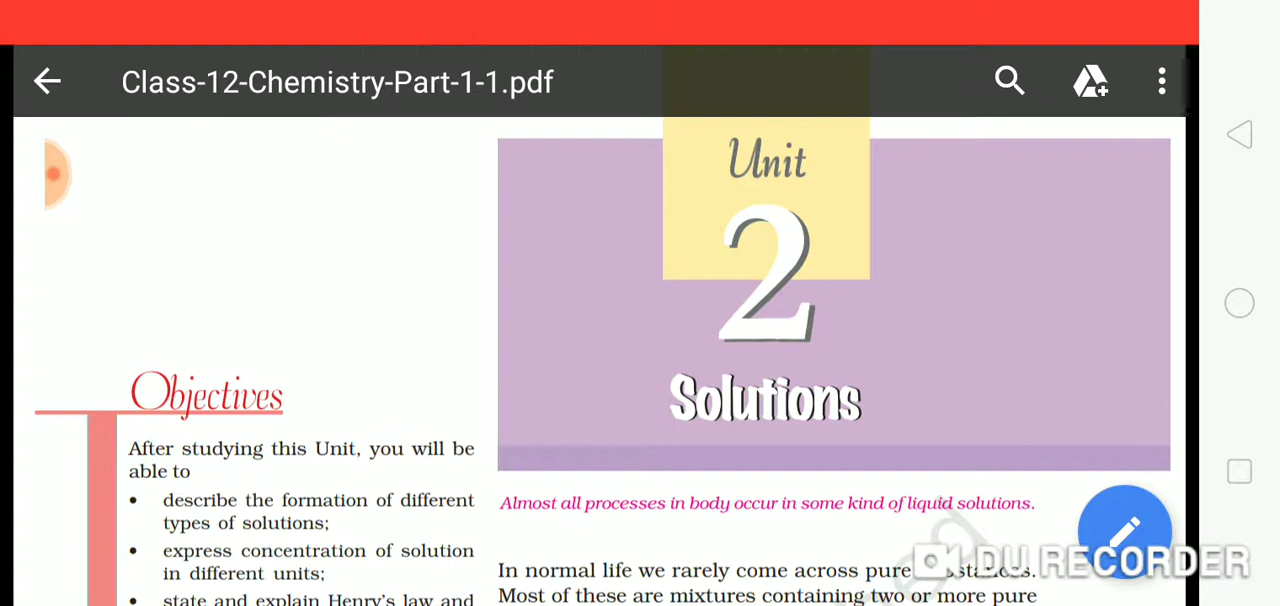 Class-12-Chemistry-Part-1-1.pdf
Unit
2
Solutions
Objectives
After studying this Unit, you will be
able to
• describe the formation of different
types of solutions;
• express concentration of solution
in different units;
• state and explain Henry's law and
Almost all processes in body occur in some kind of liquid solutions.
In normal life we rarely come across pure substances.
Most of these are mixtures containing two or more pure
DU RECORDER